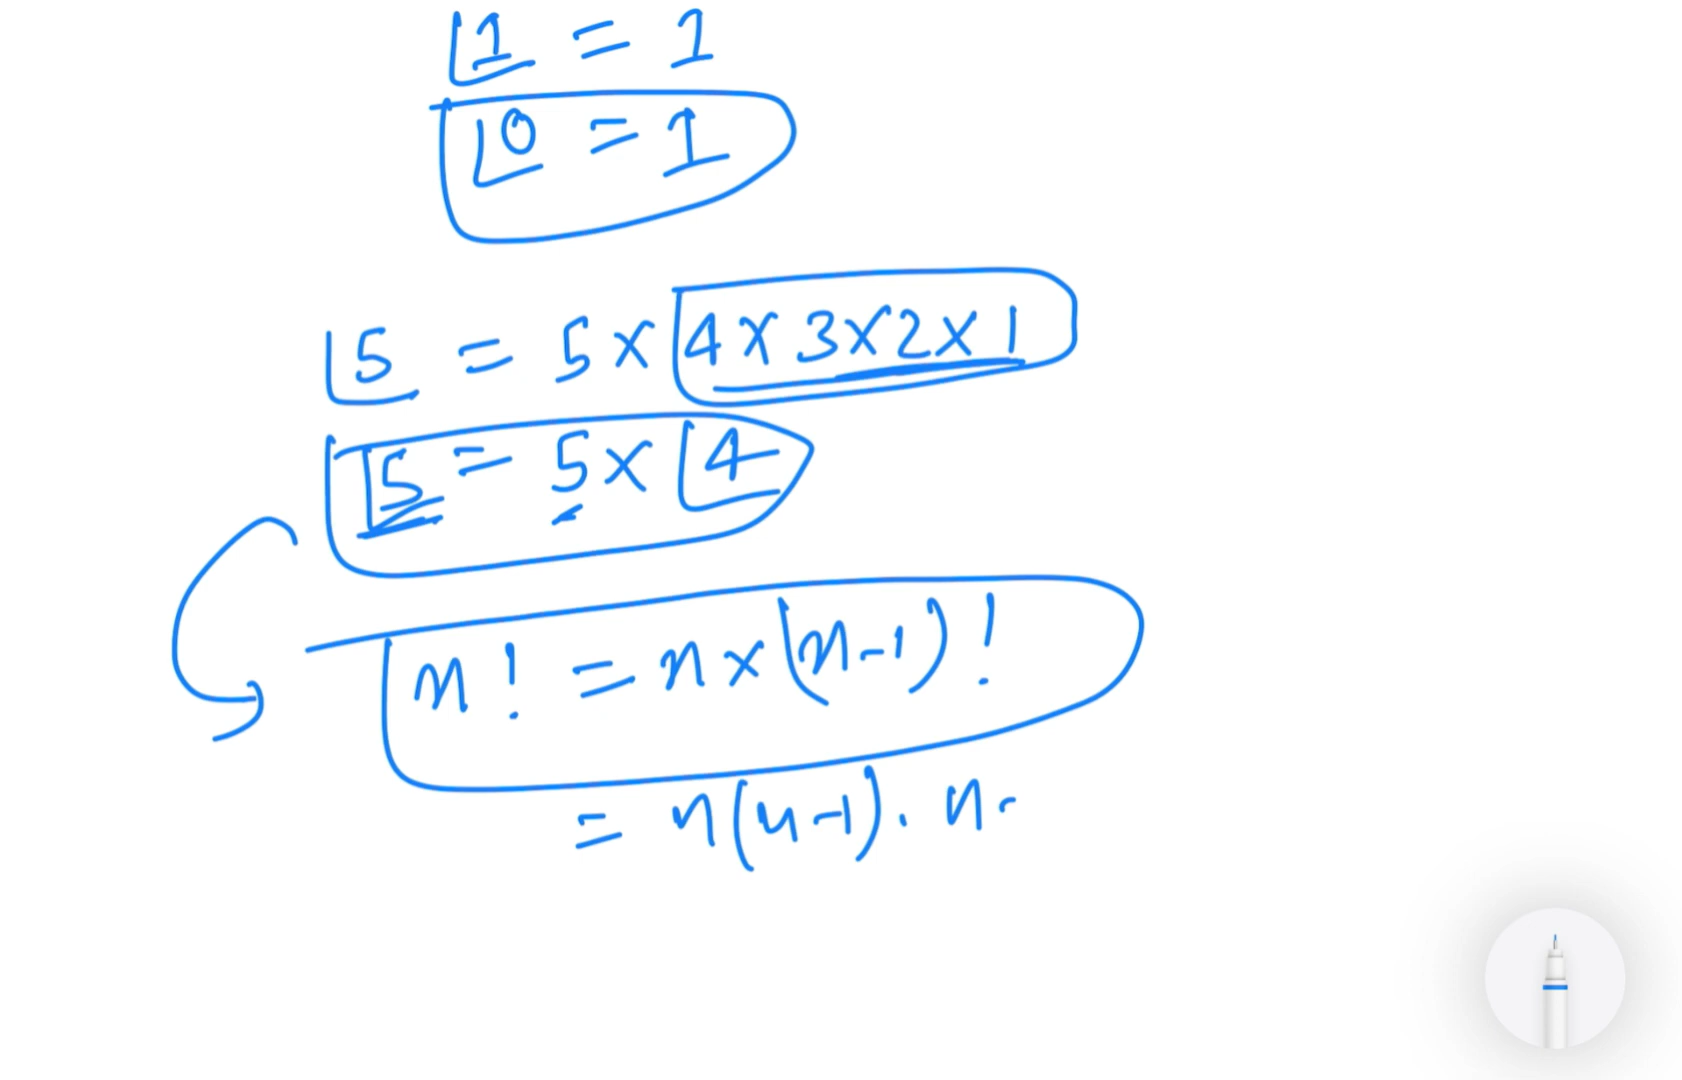 ⌊1 = 1
⌊0 = 1
⌊5 = 5 × 4 × 3 × 2 × 1
⌊5 = 5 × ⌊4
n! = n × (n-1)!
= n(n-1). n-